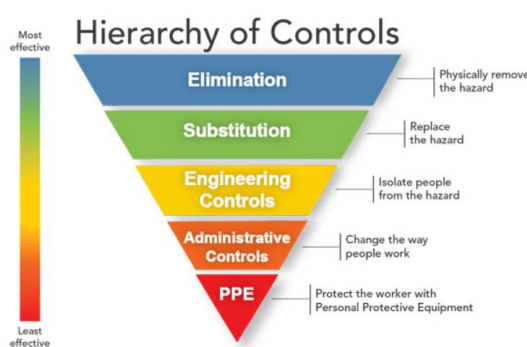 Hierarchy of Controls
Most
effective
Elimination
Physically remove
the hazard
Substitution
Replace
the hazard
Engineering
Controls
Isolate people
from the hazard
Administrative
Controls
Change the way
people work
PPE
Protect the worker with
Personal Protective Equipment
Least
effective